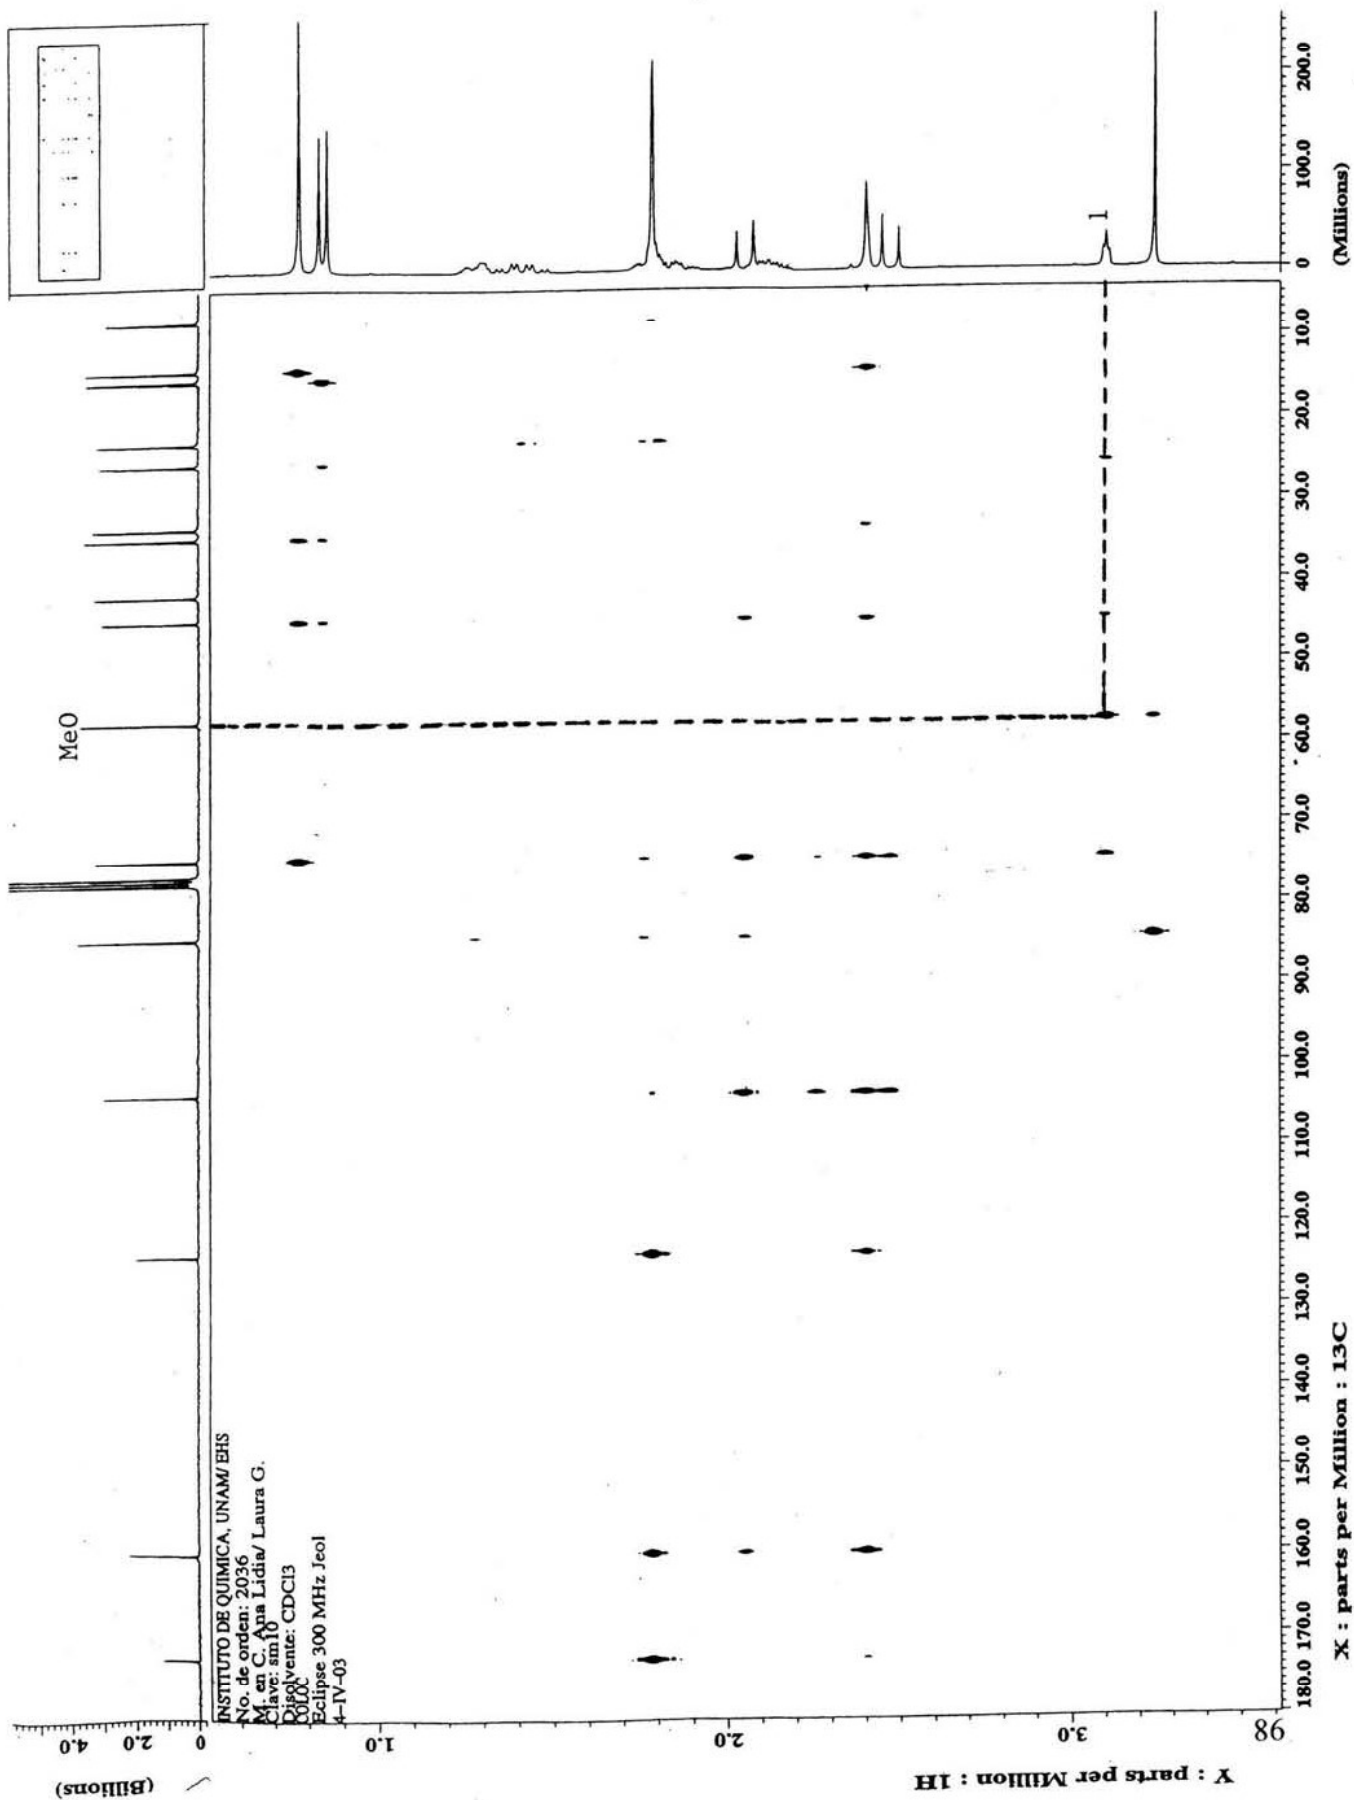 MeO
1
INSTITUTO DE QUIMICA, UNAM/ EHS
No. de orden: 2036
M. en C. Ana Lidia/ Laura G.
Clave: sm10
Disolvente: CDCl3
COLOC
Eclipse 300 MHz Jeol
4-IV-03
(Billions)
4.0
2.0
0
(Millions)
0
100.0
200.0
Y : parts per Million : 1H
1.0
2.0
3.0
X : parts per Million : 13C
10.0
20.0
30.0
40.0
50.0
60.0
70.0
80.0
90.0
100.0
110.0
120.0
130.0
140.0
150.0
160.0
170.0
180.0
98